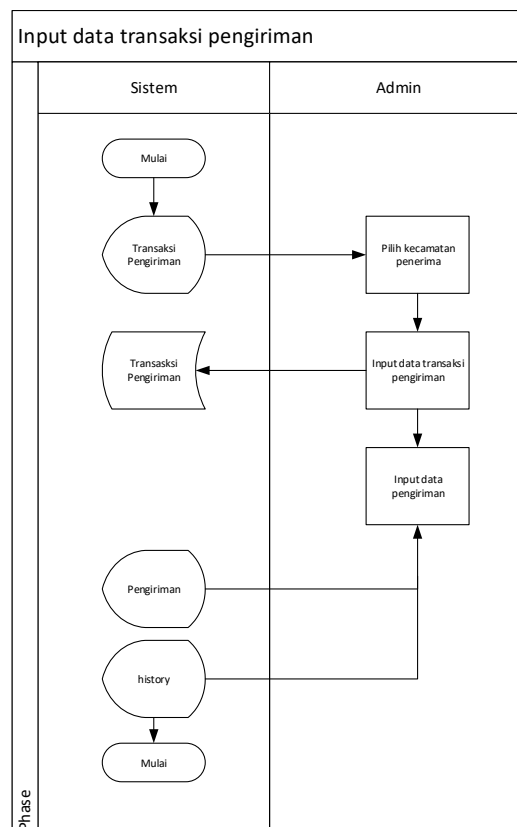 Input data transaksi pengiriman
Sistem
Admin
Mulai
Transaksi
Pengiriman
Pilih kecamatan
penerima
Transasksi
Pengiriman
Input data transaksi
pengiriman
Input data
pengiriman
Pengiriman
history
Mulai
Phase